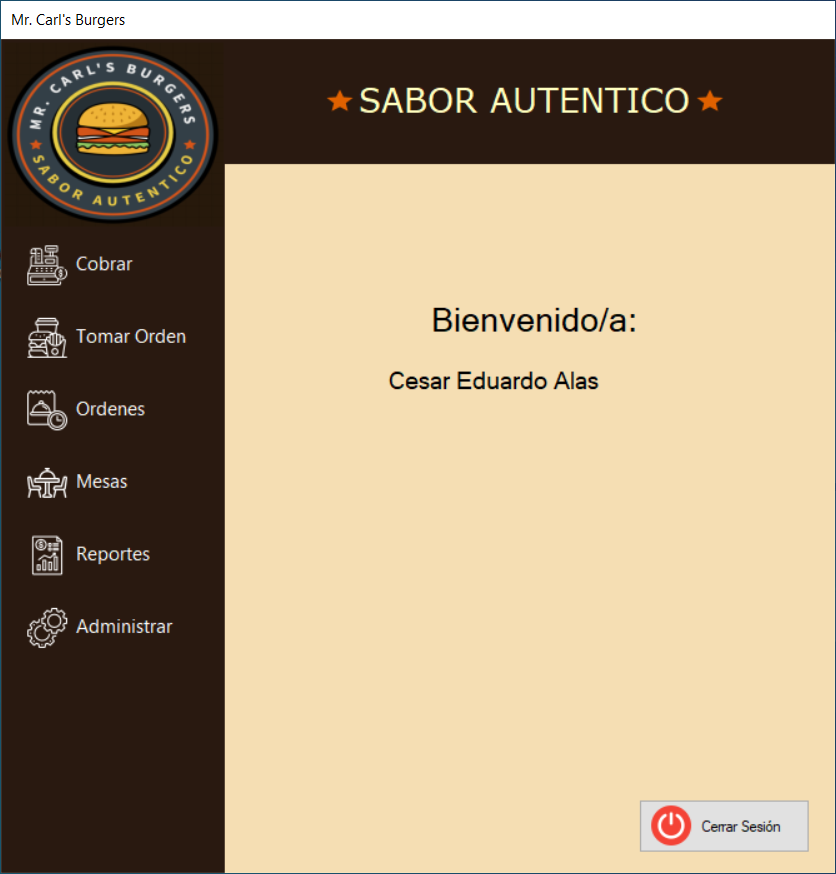 Mr. Carl's Burgers
MR. CARL'S BURGERS
SABOR AUTENTICO
SABOR AUTENTICO
Cobrar
Tomar Orden
Ordenes
Mesas
Reportes
Administrar
Bienvenido/a:
Cesar Eduardo Alas
Cerrar Sesión